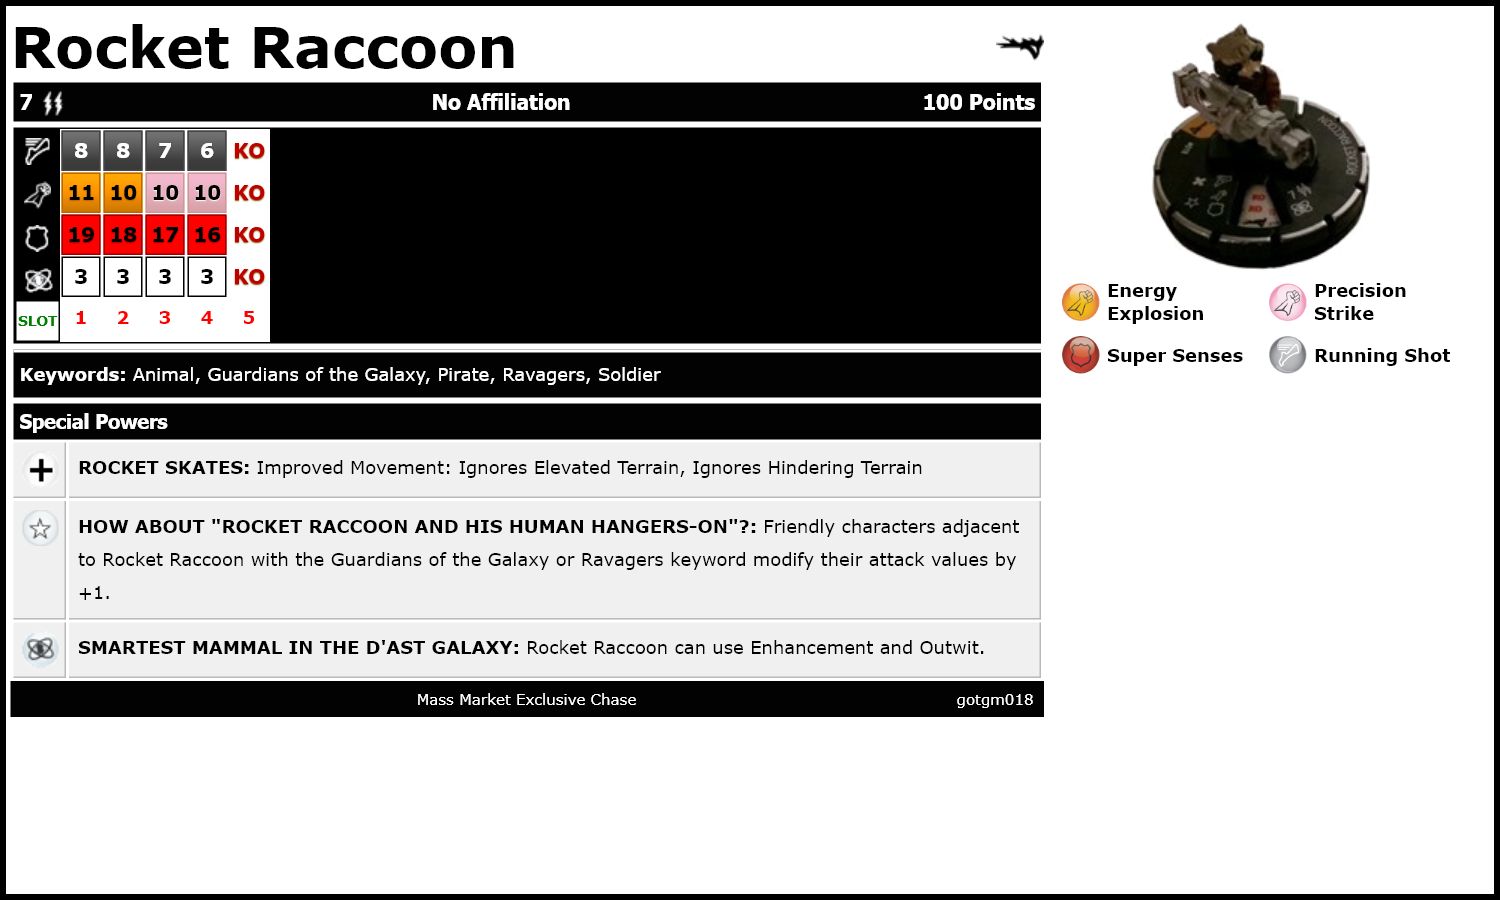 Rocket Raccoon
7 No Affiliation 100 Points
8 8 7 6 KO
11 10 10 10 KO
19 18 17 16 KO
3 3 3 3 KO
SLOT 1 2 3 4 5
Keywords: Animal, Guardians of the Galaxy, Pirate, Ravagers, Soldier
Special Powers
ROCKET SKATES: Improved Movement: Ignores Elevated Terrain, Ignores Hindering Terrain
HOW ABOUT "ROCKET RACCOON AND HIS HUMAN HANGERS-ON"?: Friendly characters adjacent
to Rocket Raccoon with the Guardians of the Galaxy or Ravagers keyword modify their attack values by
+1.
SMARTEST MAMMAL IN THE D'AST GALAXY: Rocket Raccoon can use Enhancement and Outwit.
Mass Market Exclusive Chase gotgm018
ROCKET RACCOON
7
KO
KO
Energy
Explosion
Precision
Strike
Super Senses
Running Shot